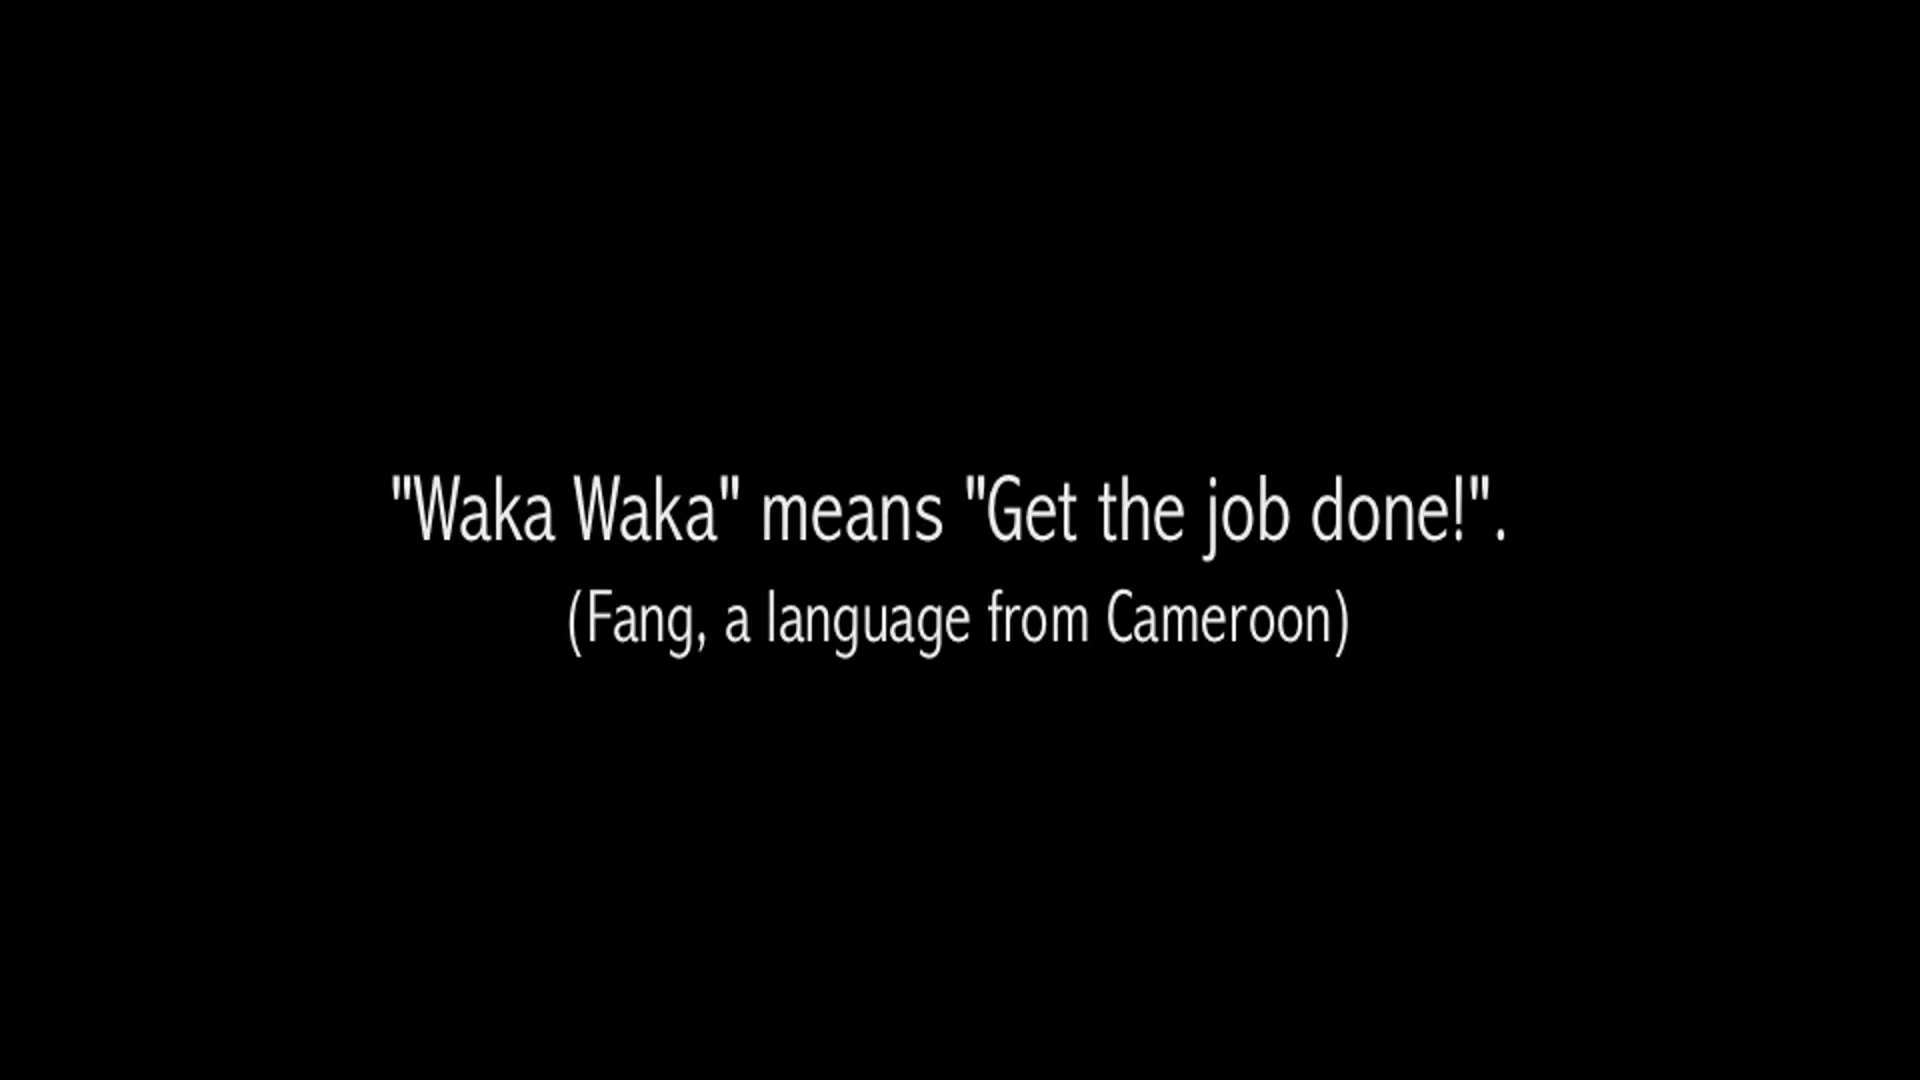 "Waka Waka" means "Get the job done!".
(Fang, a language from Cameroon)